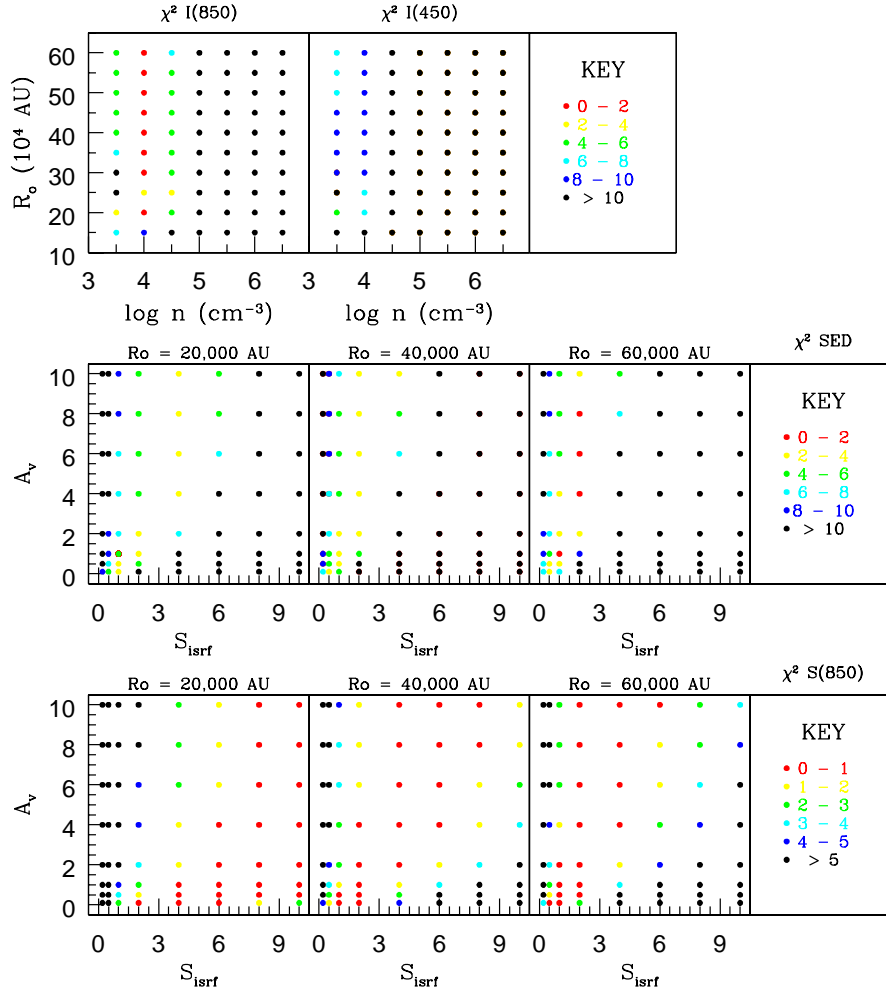 χ² I(850) χ² I(450)
60
50
40
30
20
10
R₀ (10⁴ AU)
3 4 5 6 3 4 5 6
log n (cm⁻³) log n (cm⁻³)
KEY
0 − 2
2 − 4
4 − 6
6 − 8
8 − 10
> 10
Ro = 20,000 AU Ro = 40,000 AU Ro = 60,000 AU χ² SED
10
8
6
4
2
0
Aᵥ
0 3 6 9 0 3 6 9 0 3 6 9
S_isrf S_isrf S_isrf
KEY
0 − 2
2 − 4
4 − 6
6 − 8
8 − 10
> 10
Ro = 20,000 AU Ro = 40,000 AU Ro = 60,000 AU χ² S(850)
10
8
6
4
2
0
Aᵥ
0 3 6 9 0 3 6 9 0 3 6 9
S_isrf S_isrf S_isrf
KEY
0 − 1
1 − 2
2 − 3
3 − 4
4 − 5
> 5